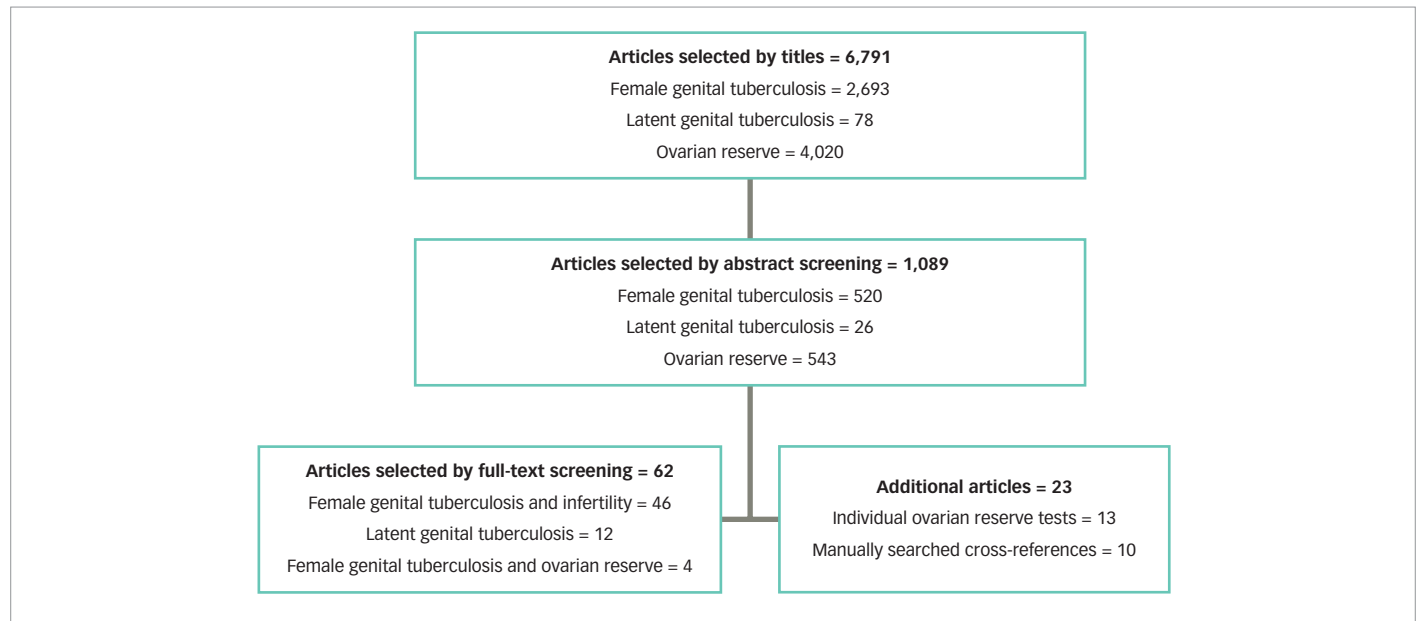 Articles selected by titles = 6,791
Female genital tuberculosis = 2,693
Latent genital tuberculosis = 78
Ovarian reserve = 4,020
Articles selected by abstract screening = 1,089
Female genital tuberculosis = 520
Latent genital tuberculosis = 26
Ovarian reserve = 543
Articles selected by full-text screening = 62
Female genital tuberculosis and infertility = 46
Latent genital tuberculosis = 12
Female genital tuberculosis and ovarian reserve = 4
Additional articles = 23
Individual ovarian reserve tests = 13
Manually searched cross-references = 10